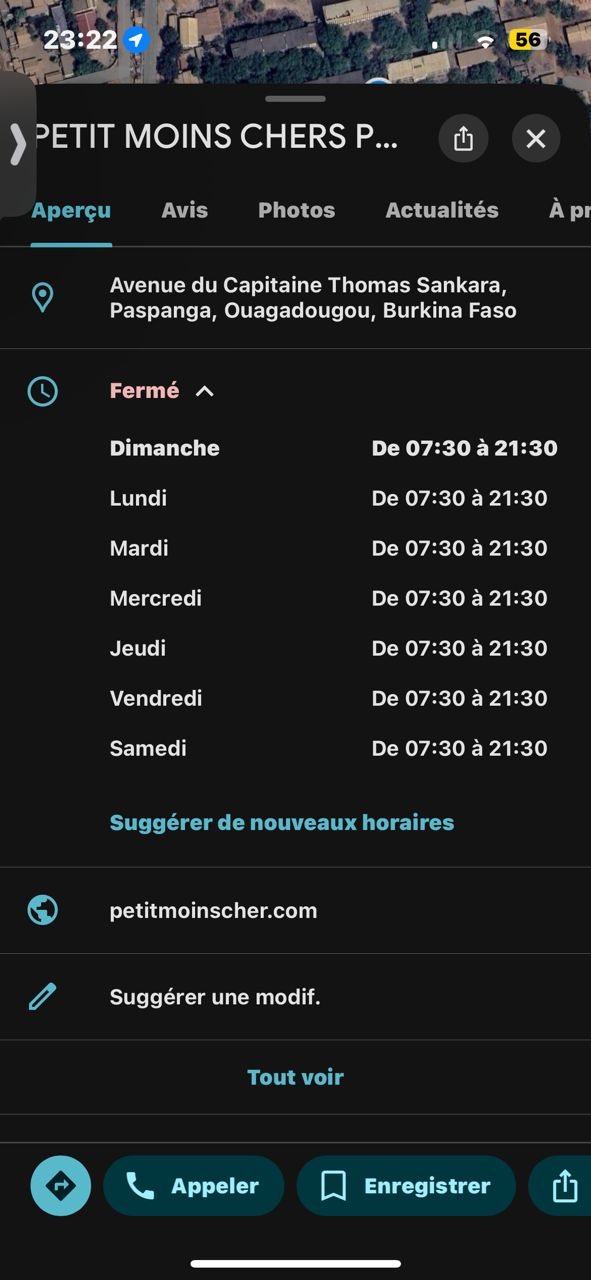 23:22
56
PETIT MOINS CHERS P...
Aperçu
Avis
Photos
Actualités
À pr
Avenue du Capitaine Thomas Sankara,
Paspanga, Ouagadougou, Burkina Faso
Fermé
Dimanche De 07:30 à 21:30
Lundi De 07:30 à 21:30
Mardi De 07:30 à 21:30
Mercredi De 07:30 à 21:30
Jeudi De 07:30 à 21:30
Vendredi De 07:30 à 21:30
Samedi De 07:30 à 21:30
Suggérer de nouveaux horaires
petitmoinscher.com
Suggérer une modif.
Tout voir
Appeler
Enregistrer